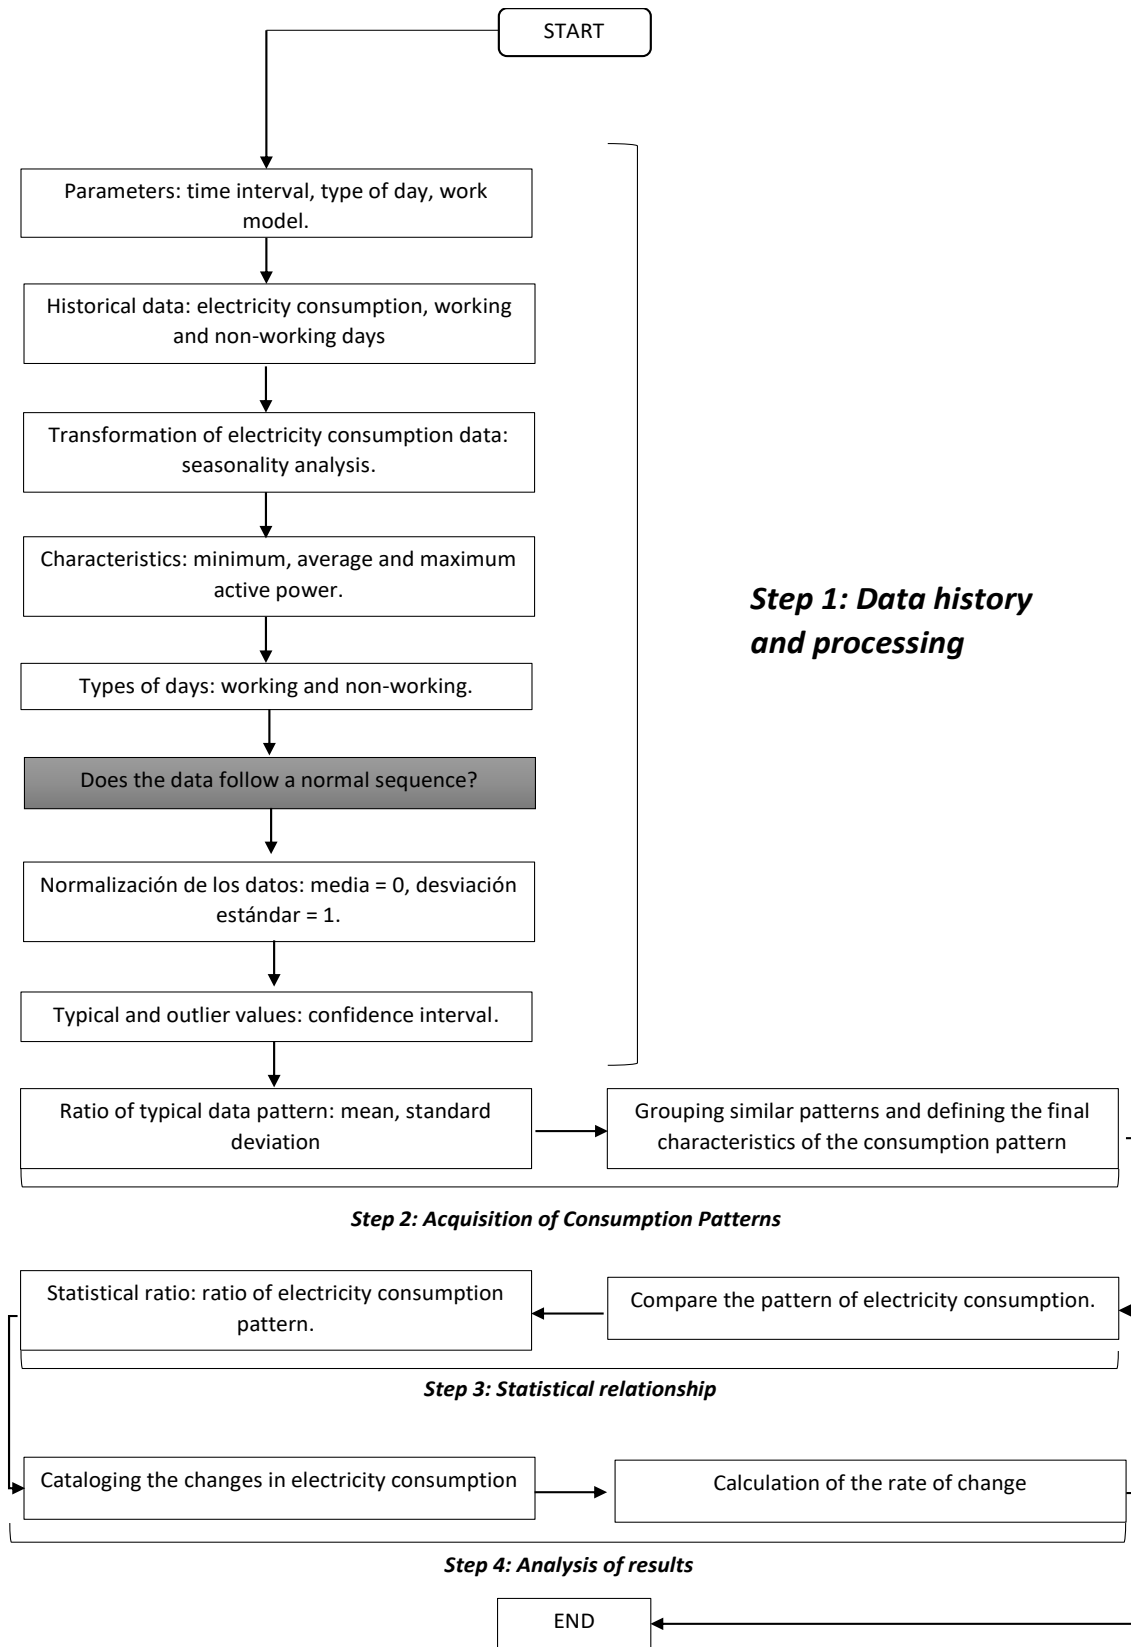 START
Parameters: time interval, type of day, work
model.
Historical data: electricity consumption, working
and non-working days
Transformation of electricity consumption data:
seasonality analysis.
Characteristics: minimum, average and maximum
active power.
Step 1: Data history
and processing
Types of days: working and non-working.
Does the data follow a normal sequence?
Normalización de los datos: media = 0, desviación
estándar = 1.
Typical and outlier values: confidence interval.
Ratio of typical data pattern: mean, standard
deviation
Grouping similar patterns and defining the final
characteristics of the consumption pattern
Step 2: Acquisition of Consumption Patterns
Statistical ratio: ratio of electricity consumption
pattern.
Compare the pattern of electricity consumption.
Step 3: Statistical relationship
Cataloging the changes in electricity consumption
Calculation of the rate of change
Step 4: Analysis of results
END